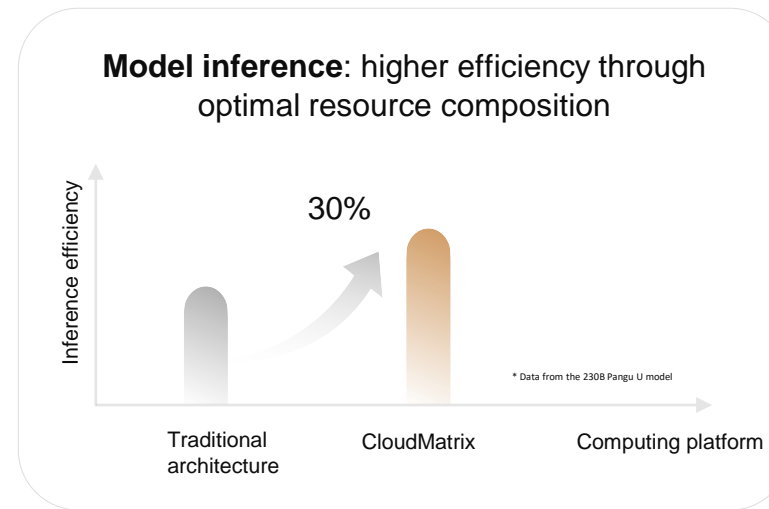 Model inference: higher efficiency through
optimal resource composition
Inference efficiency
30%
* Data from the 230B Pangu U model
Traditional
architecture
CloudMatrix
Computing platform